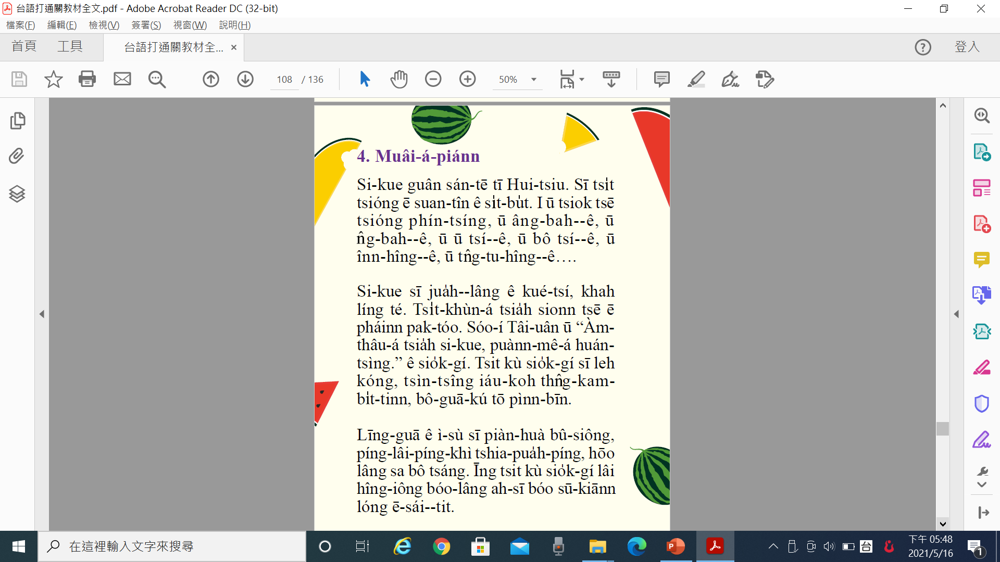 台語打通關教材全文.pdf - Adobe Acrobat Reader DC (32-bit)
檔案(F) 編輯(E) 檢視(V) 簽署(S) 視窗(W) 說明(H)
首頁 工具 台語打通關教材全... × 登入
108 / 136 50%
4. Muâi-á-piánn
Si-kue guân sán-tē tī Hui-tsiu. Sī tsi̍t
tsióng ē suan-tîn ê si̍t-bu̍t. I ū tsiok tsē
tsióng phín-tsíng, ū âng-bah--ê, ū
n̂g-bah--ê, ū ū tsí--ê, ū bô tsí--ê, ū
înn-hîng--ê, ū tn̂g-tu-hîng--ê….
Si-kue sī jua̍h--lâng ê kué-tsí, khah
líng té. Tsi̍t-khùn-á tsia̍h sionn tsē ē
pháinn pak-tóo. Sóo-í Tâi-uân ū “Àm-
thâu-á tsia̍h si-kue, puànn-mê-á huán-
tsìng.” ê sio̍k-gí. Tsit kù sio̍k-gí sī leh
kóng, tsìn-tsîng iáu-koh thn̂g-kam-
bi̍t-tinn, bô-guā-kú tō pìnn-bīn.
Līng-guā ê ì-sù sī piàn-huà bû-siông,
píng-lâi-píng-khì tshia-pua̍h-píng, hōo
lâng sa bô tsáng. Īng tsit kù sio̍k-gí lâi
hîng-iông bóo-lâng ah-sī bóo sū-kiānn
lóng ē-sái--tit.
在這裡輸入文字來搜尋
台
下午 05:48
2021/5/16
1